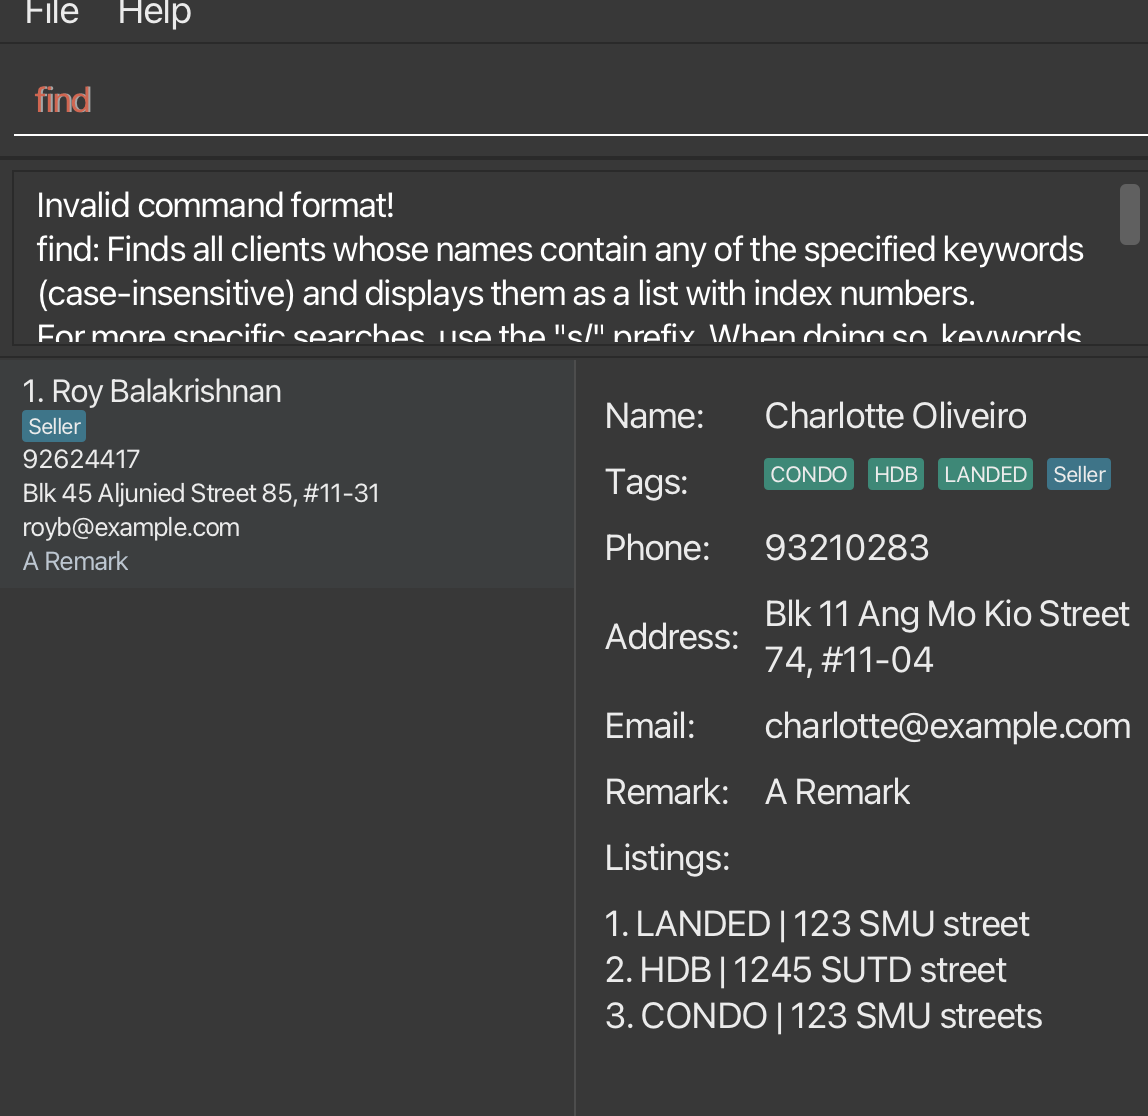 File Help
find
Invalid command format!
find: Finds all clients whose names contain any of the specified keywords
(case-insensitive) and displays them as a list with index numbers.
For more specific searches, use the "s/" prefix. When doing so, keywords
1. Roy Balakrishnan
Seller
92624417
Blk 45 Aljunied Street 85, #11-31
royb@example.com
A Remark
Name: Charlotte Oliveiro
Tags: CONDO HDB LANDED Seller
Phone: 93210283
Address: Blk 11 Ang Mo Kio Street
74, #11-04
Email: charlotte@example.com
Remark: A Remark
Listings:
1. LANDED | 123 SMU street
2. HDB | 1245 SUTD street
3. CONDO | 123 SMU streets